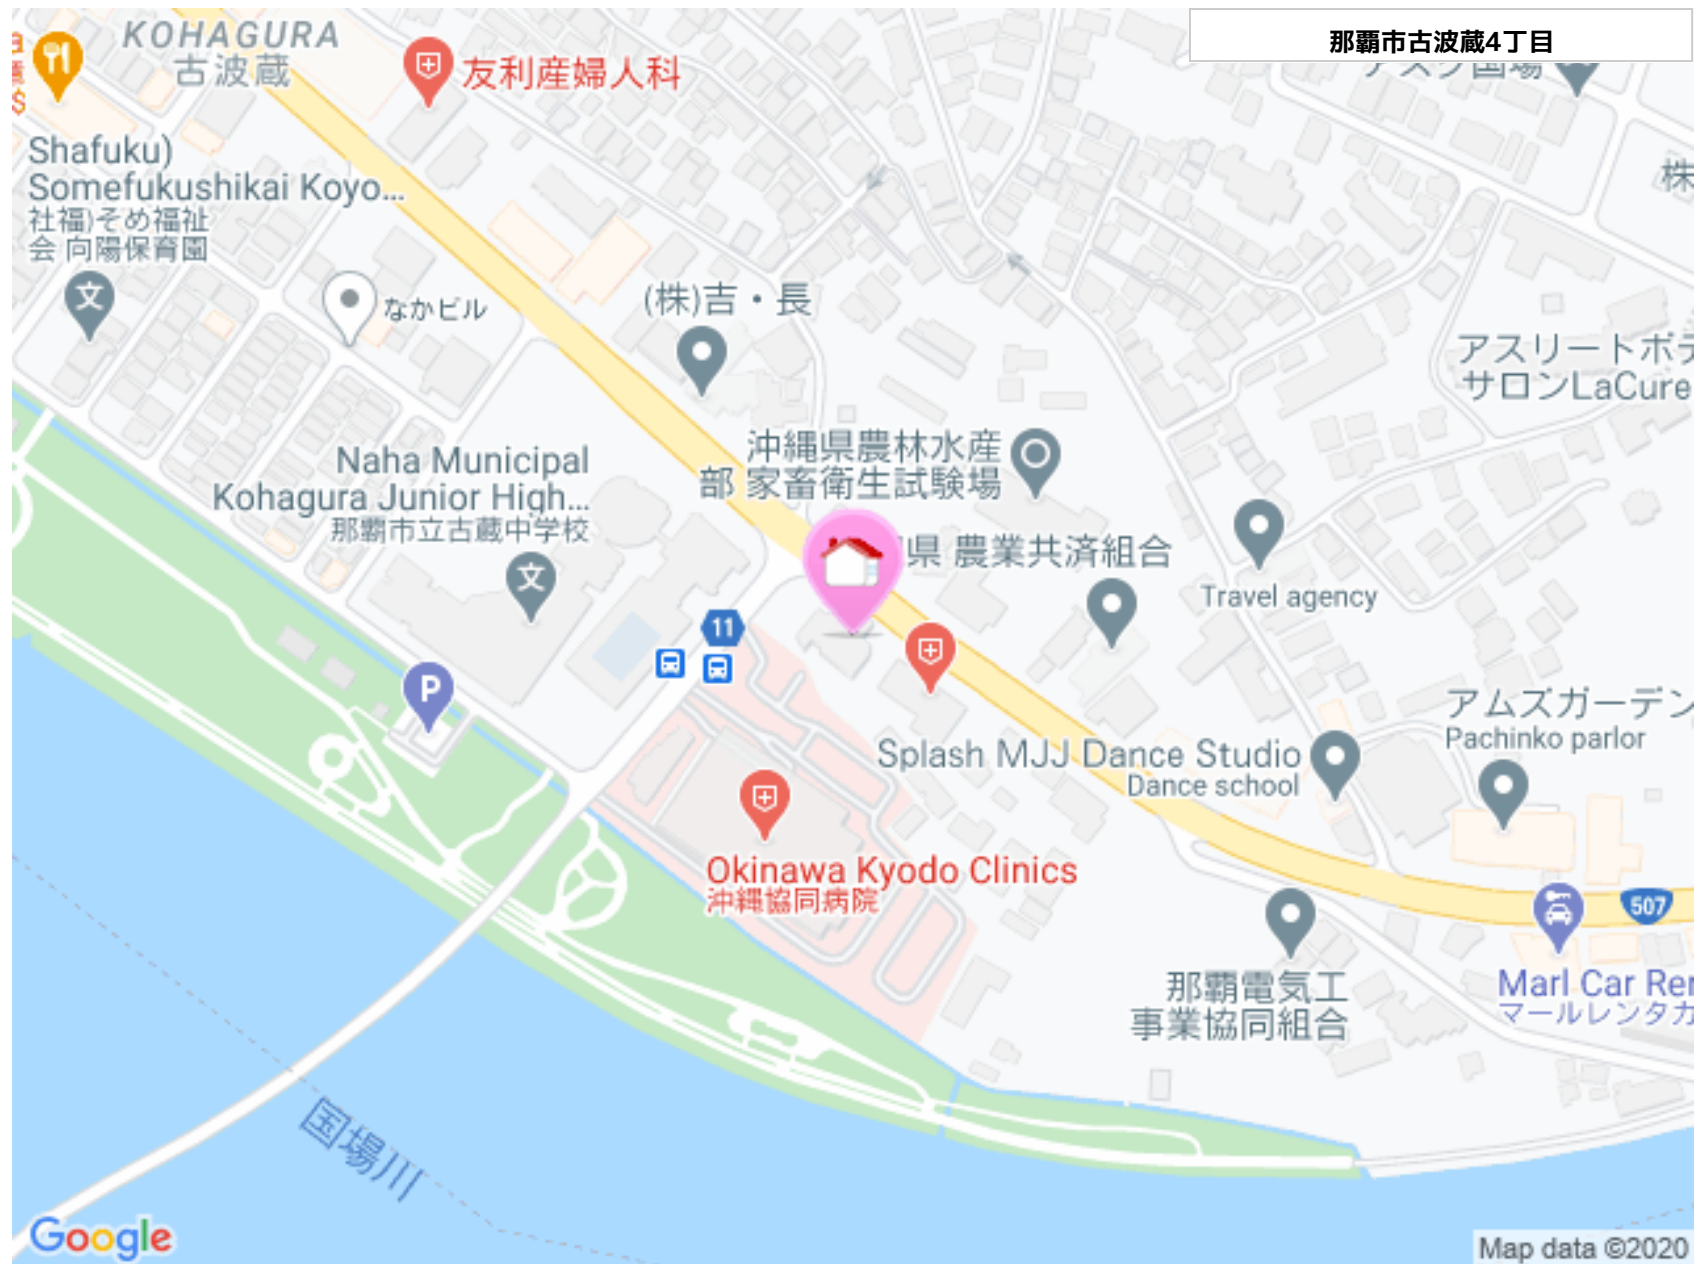 那覇市古波蔵4丁目
KOHAGURA
古波蔵
友利産婦人科
アスク国場
Shafuku)
Somefukushikai Koyo...
社福)そめ福祉
会 向陽保育園
株
なかビル
(株)吉・長
アスリートボデ
サロンLaCure
Naha Municipal
Kohagura Junior High...
那覇市立古蔵中学校
沖縄県農林水産
部 家畜衛生試験場
県 農業共済組合
Travel agency
11
P
アムズガーデン
Pachinko parlor
Splash MJJ Dance Studio
Dance school
Okinawa Kyodo Clinics
沖縄協同病院
507
那覇電気工
事業協同組合
Marl Car Ren
マールレンタカ
国場川
Google
Map data ©2020